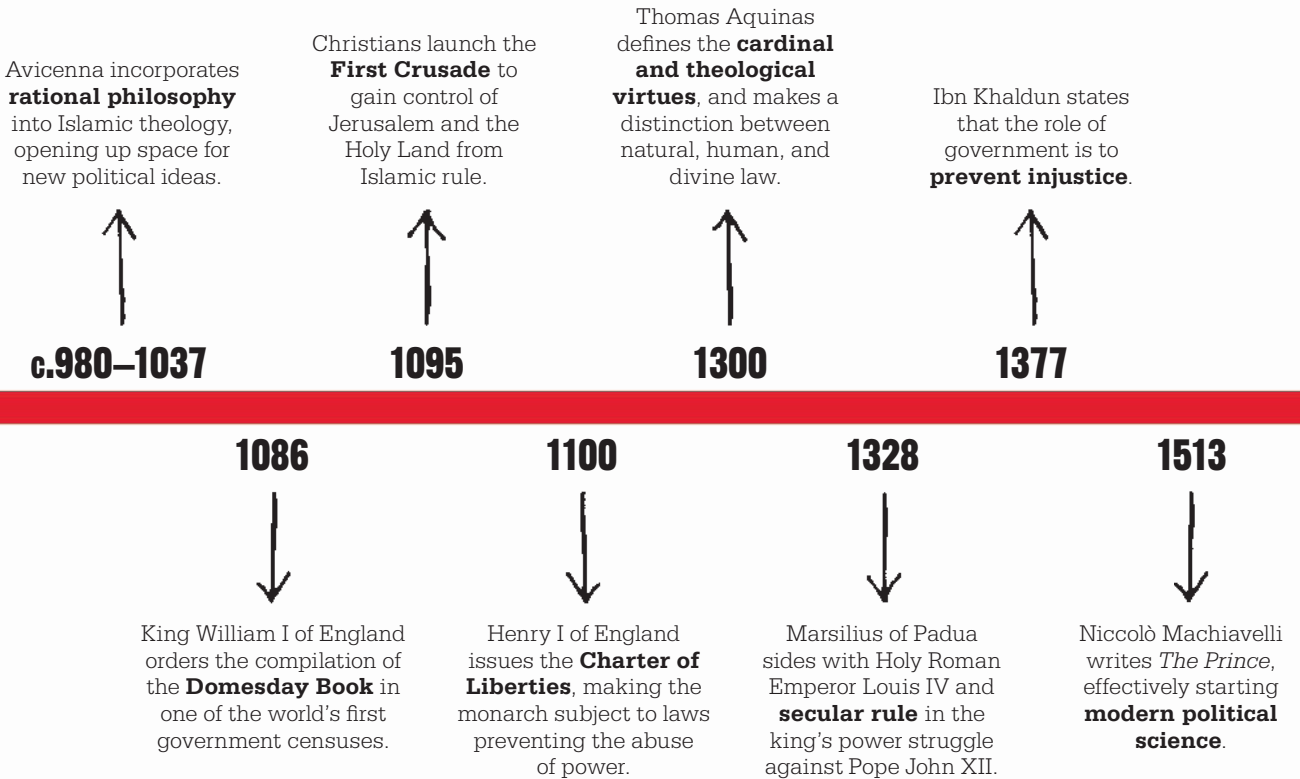 Avicenna incorporates
rational philosophy
into Islamic theology,
opening up space for
new political ideas.
c.980–1037
Christians launch the
First Crusade to
gain control of
Jerusalem and the
Holy Land from
Islamic rule.
1095
Thomas Aquinas
defines the cardinal
and theological
virtues, and makes a
distinction between
natural, human, and
divine law.
1300
Ibn Khaldun states
that the role of
government is to
prevent injustice.
1377
1086
King William I of England
orders the compilation of
the Domesday Book in
one of the world's first
government censuses.
1100
Henry I of England
issues the Charter of
Liberties, making the
monarch subject to laws
preventing the abuse
of power.
1328
Marsilius of Padua
sides with Holy Roman
Emperor Louis IV and
secular rule in the
king's power struggle
against Pope John XII.
1513
Niccolò Machiavelli
writes The Prince,
effectively starting
modern political
science.